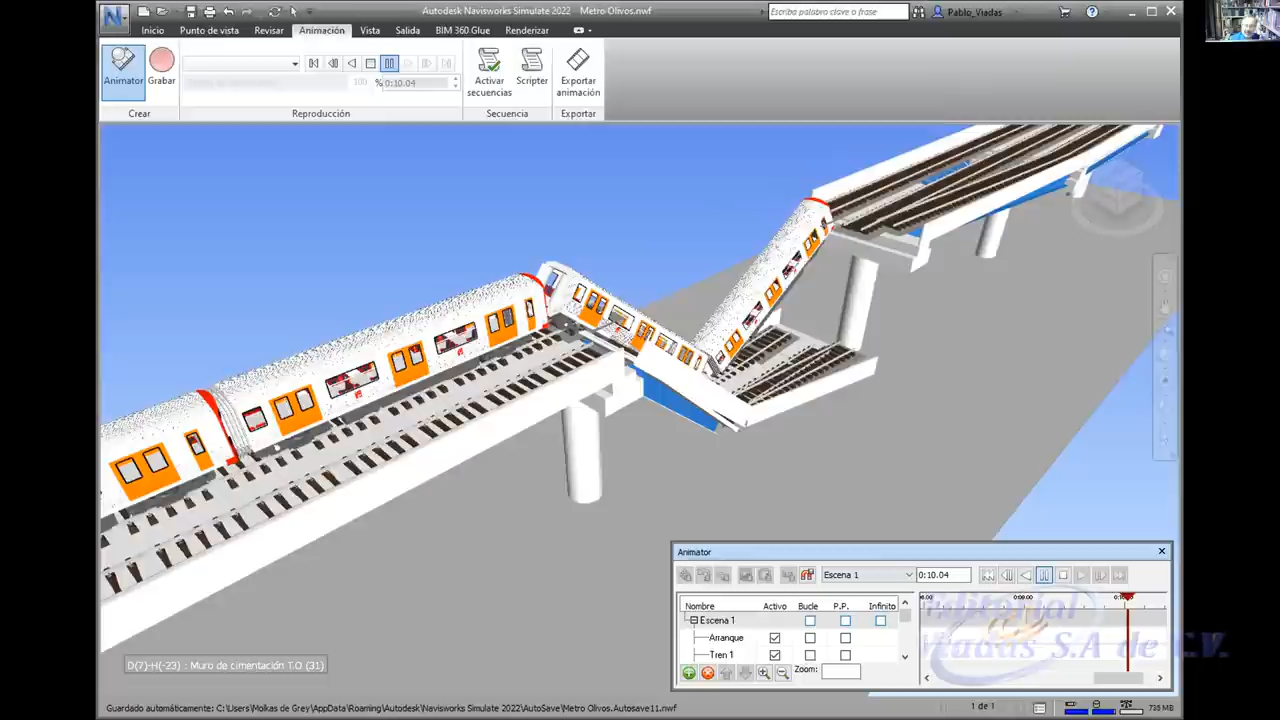 Autodesk Navisworks Simulate 2022 Metro Olivos.nwf
Escriba palabra clave o frase
Pablo_Viadas
Inicio Punto de vista Revisar Animación Vista Salida BIM 360 Glue Renderizar
Animator
Grabar
100 % 0:10.04
Activar secuencias
Scripter
Exportar animación
Crear Reproducción Secuencia Exportar
Animator
Escena 1 0:10.04
Nombre Activo Bucle P.P. Infinito
0:09.00
Escena 1
Arranque
Tren 1
Zoom:
Editorial
Viadas S.A de C.V.
D(7)-H(-23) : Muro de cimentación T.O (31)
Guardado automáticamente: C:\Users\Molkas de Grey\AppData\Roaming\Autodesk\Navisworks Simulate 2022\AutoSave\Metro Olivos.Autosave11.nwf
1 de 1
735 MB